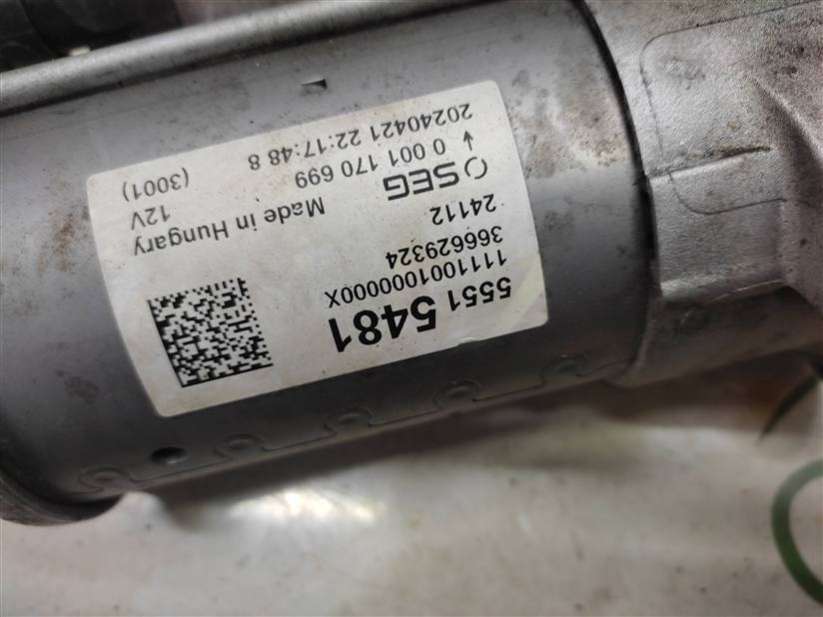 5551 5481
1111001000000X
366629324
24112
SEG Made in Hungary
0 001 170 699 12V
20240421 22:17:48 8 (3001)